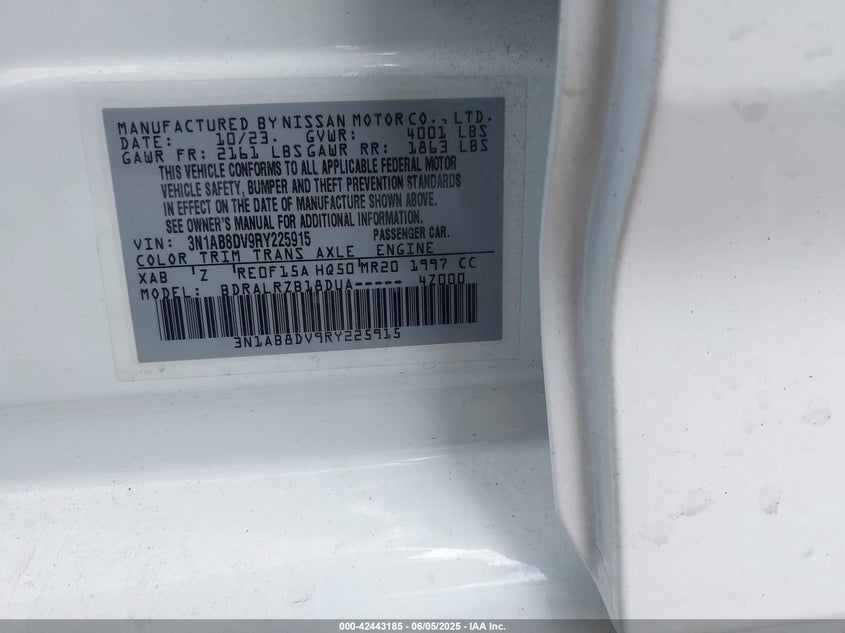 MANUFACTURED BY NISSAN MOTOR CO., LTD.
DATE: 10/23. GVWR: 4001 LBS
GAWR FR: 2161 LBS GAWR RR: 1863 LBS
THIS VEHICLE CONFORMS TO ALL APPLICABLE FEDERAL MOTOR
VEHICLE SAFETY, BUMPER AND THEFT PREVENTION STANDARDS
IN EFFECT ON THE DATE OF MANUFACTURE SHOWN ABOVE.
SEE OWNER'S MANUAL FOR ADDITIONAL INFORMATION.
VIN: 3N1AB8DV9RY225915 PASSENGER CAR.
COLOR TRIM TRANS AXLE ENGINE
XAB Z RE0F15A HQ50 MR20 1997 CC
MODEL: BDRALRZB18DUA----- 4Z000
3N1AB8DV9RY225915
000-42443185 - 06/05/2025 - IAA Inc.